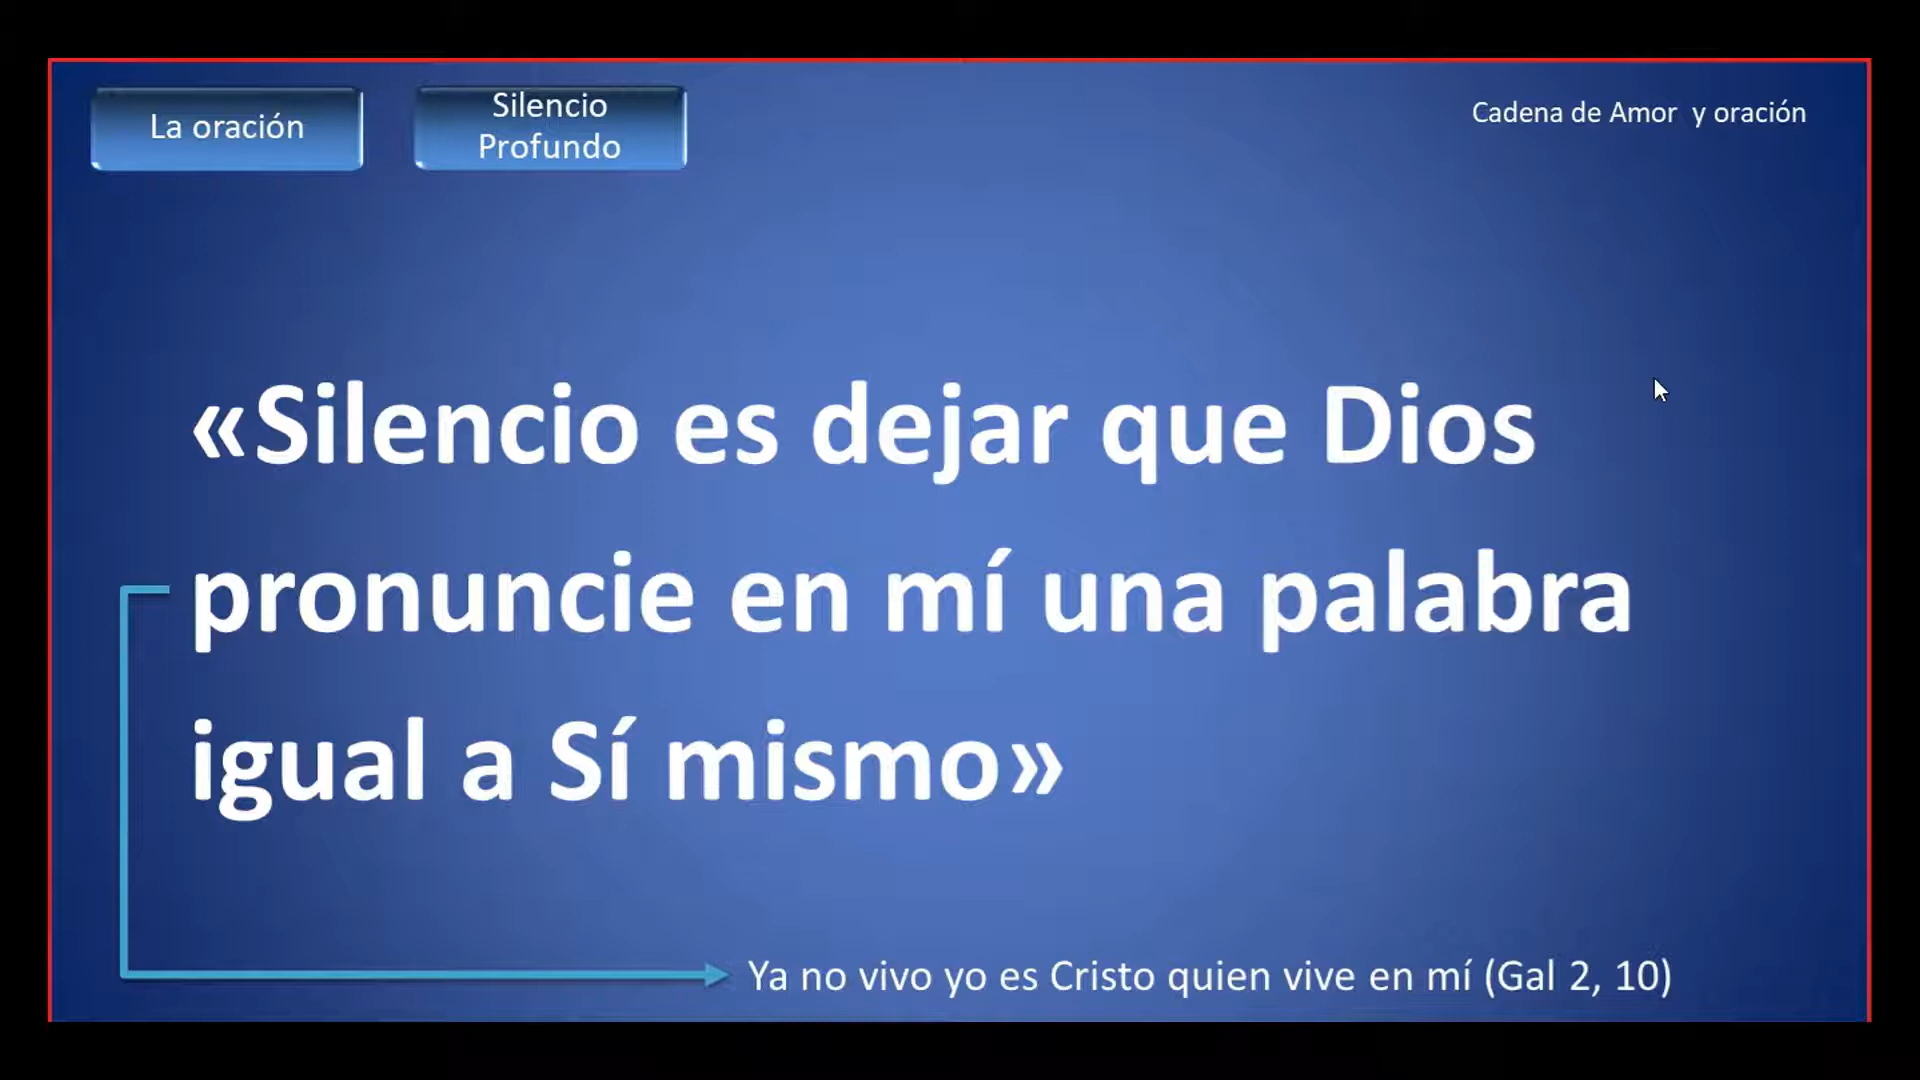 La oración
Silencio
Profundo
Cadena de Amor y oración
«Silencio es dejar que Dios
pronuncie en mí una palabra
igual a Sí mismo»
Ya no vivo yo es Cristo quien vive en mí (Gal 2, 10)